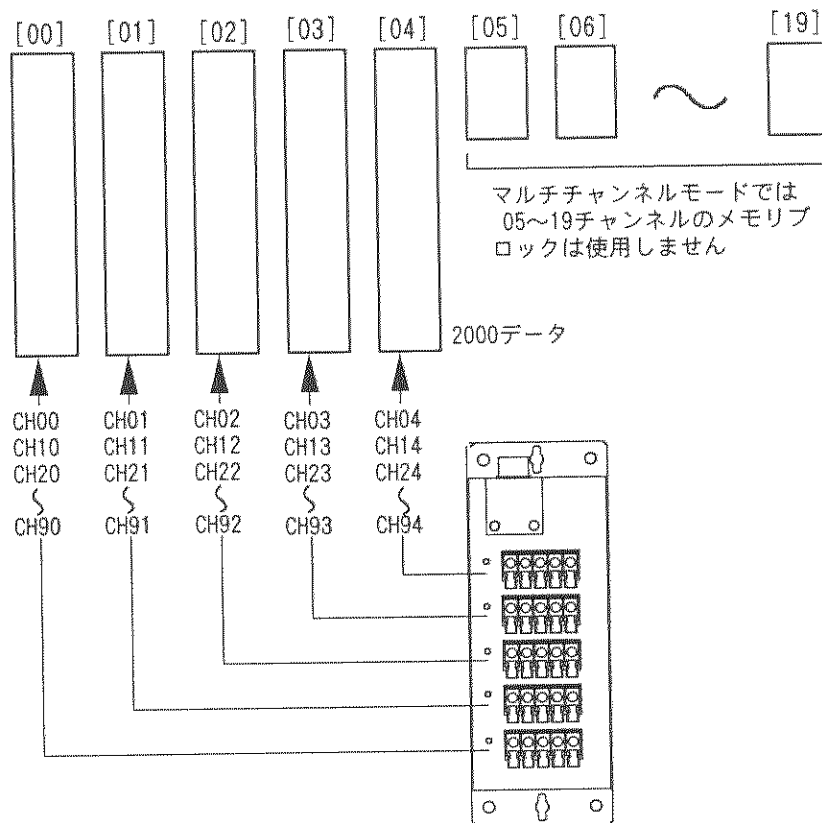 [00] [01] [02] [03] [04] [05] [06] [19]
マルチチャンネルモードでは
05〜19チャンネルのメモリブ
ロックは使用しません
2000データ
CH00 CH01 CH02 CH03 CH04
CH10 CH11 CH12 CH13 CH14
CH20 CH21 CH22 CH23 CH24
CH90 CH91 CH92 CH93 CH94